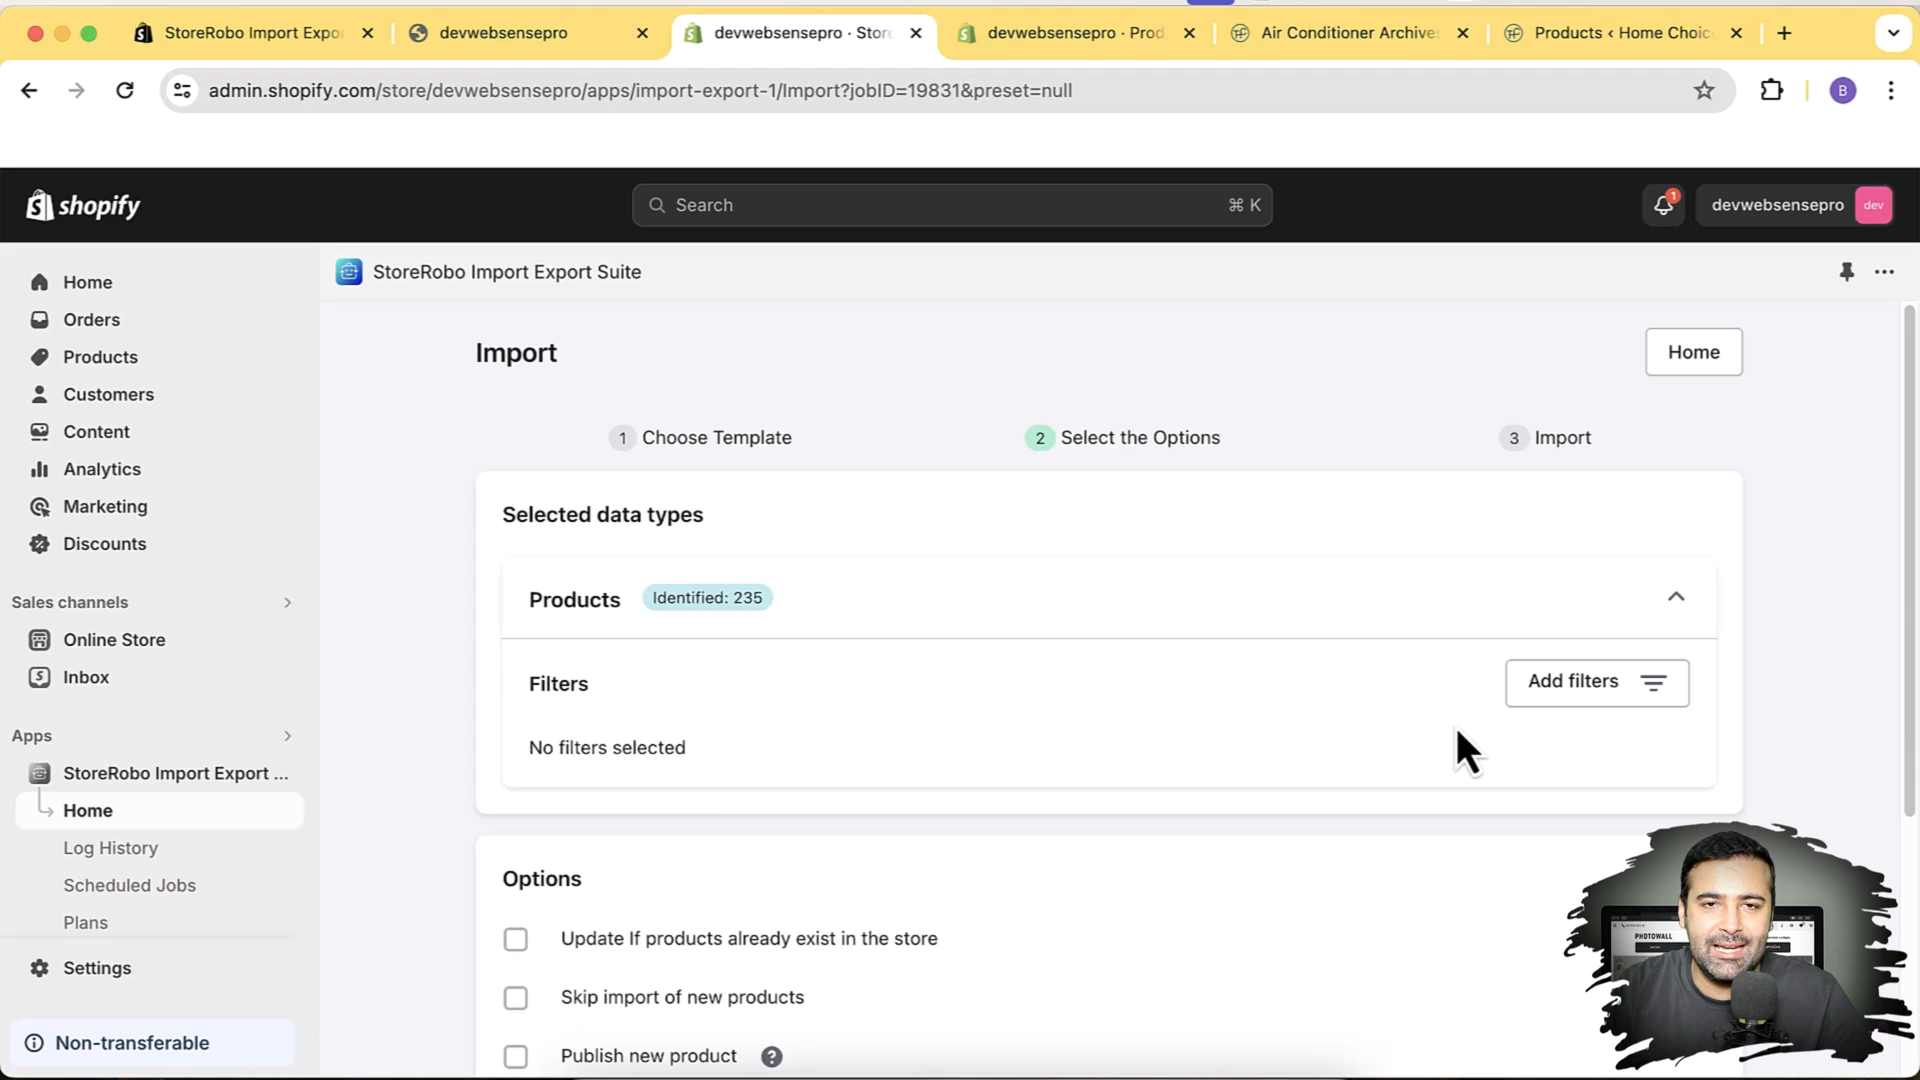 StoreRobo Import Expo
devwebsensepro
devwebsensepro · Store
devwebsensepro · Prod
Air Conditioner Archives
Products ‹ Home Choic
admin.shopify.com/store/devwebsensepro/apps/import-export-1/Import?jobID=19831&preset=null
B
shopify
Search
⌘ K
1
devwebsensepro
dev
Home
Orders
Products
Customers
Content
Analytics
Marketing
Discounts
Sales channels
Online Store
Inbox
Apps
StoreRobo Import Export ...
Home
Log History
Scheduled Jobs
Plans
Settings
Non-transferable
StoreRobo Import Export Suite
Import
Home
1 Choose Template
2 Select the Options
3 Import
Selected data types
Products
Identified: 235
Filters
Add filters
No filters selected
Options
Update If products already exist in the store
Skip import of new products
Publish new product
PHOTOWALL